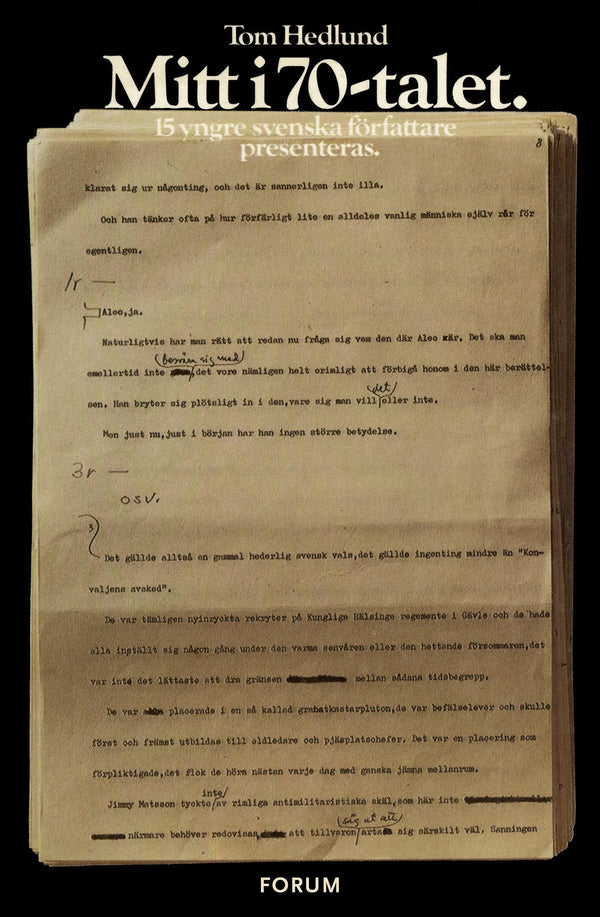 Tom Hedlund
Mitt i 70-talet.
15 yngre svenska författare
presenteras.
8
klarat sig ur någonting, och det är sannerligen inte illa.
Och han tänker ofta på hur förfärligt lite en alldeles vanlig människa själv rår för
egentligen.
1r —
Aleo,ja.
Naturligtvis har man rätt att redan nu fråga sig vem den där Aleo är. Det ska man
(besvära sig med)
emellertid inte det vore nämligen helt orimligt att förbigå honom i den här berättel-
det
sen. Han bryter sig plötsligt in i den,vare sig man vill eller inte.
Men just nu,just i början har han ingen större betydelse.
3r —
OSV.
3
Det gällde alltså en gammal hederlig svensk vals,det gällde ingenting mindre än "Kon-
valjens avsked".
De var tämligen nyinryckta rekryter på Kungliga Hälsinge regemente i Gävle och de hade
alla inställt sig någon gång under den varma senvåren eller den hettande försommaren,det
var inte det lättaste att dra gränsen mellan sådana tidsbegrepp.
De var placerade i en så kallad granatkastarpluton,de var befälselever och skulle
först och främst utbildas till eldledare och pjäsplatschefer. Det var en placering som
förpliktigade,det fick de höra nästan varje dag med ganska jämna mellanrum.
inte
Jimmy Matsson tyckte av rimliga antimilitaristiska skäl,som här inte
sig ut att
närmare behöver redovisas, att tillvaron artade sig särskilt väl. Sanningen
FORUM